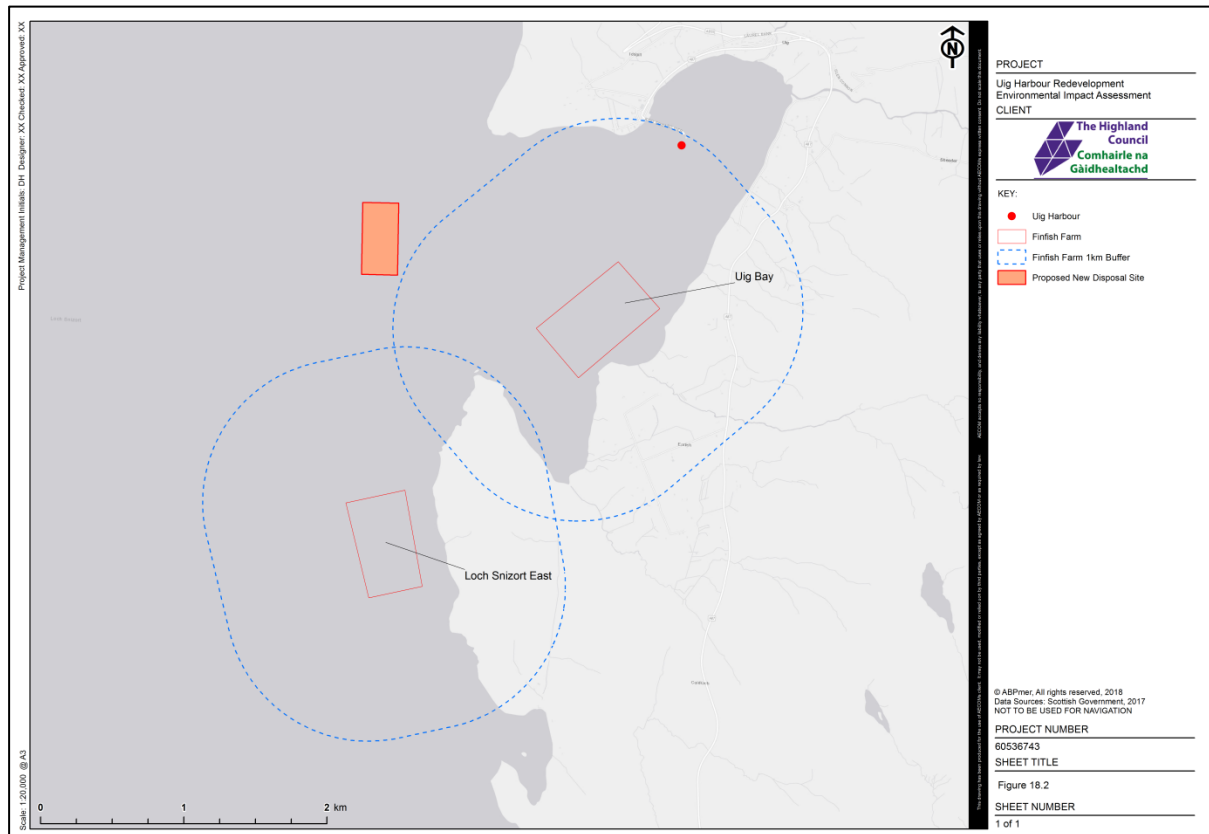 Project Management Initials: DH Designer: XX Checked: XX Approved: XX
Scale: 1:20,000 @ A3
N
Uig
Uig Bay
Loch Snizort East
0 1 2 km
PROJECT
Uig Harbour Redevelopment
Environmental Impact Assessment
CLIENT
The Highland
Council
Comhairle na
Gàidhealtachd
KEY:
Uig Harbour
Finfish Farm
Finfish Farm 1km Buffer
Proposed New Disposal Site
© ABPmer, All rights reserved, 2018
Data Sources: Scottish Government, 2017
NOT TO BE USED FOR NAVIGATION
PROJECT NUMBER
60536743
SHEET TITLE
Figure 18.2
SHEET NUMBER
1 of 1